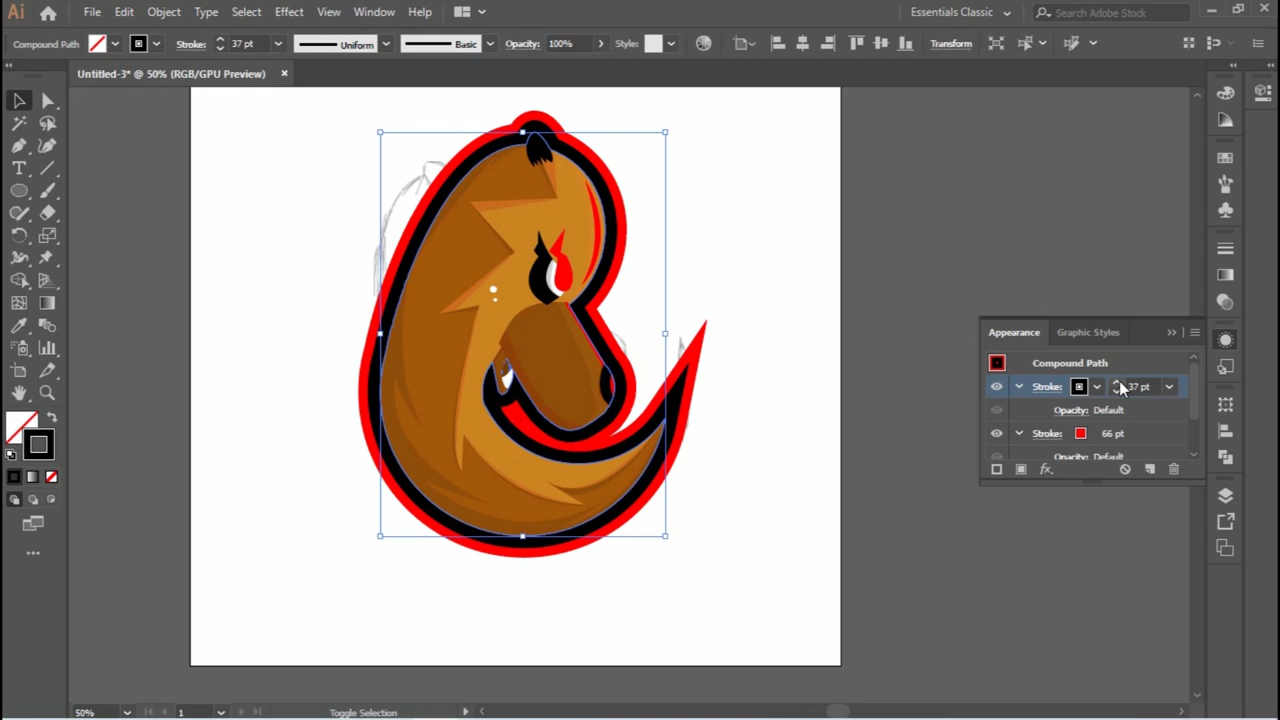 Ai File Edit Object Type Select Effect View Window Help Essentials Classic Search Adobe Stock
Compound Path Stroke: 37 pt Uniform Basic Opacity: 100% Style: Transform
Untitled-3* @ 50% (RGB/GPU Preview)
Appearance Graphic Styles
Compound Path
Stroke: 37 pt
Opacity: Default
Stroke: 66 pt
Opacity: Default
fx.
50% 1 Toggle Selection